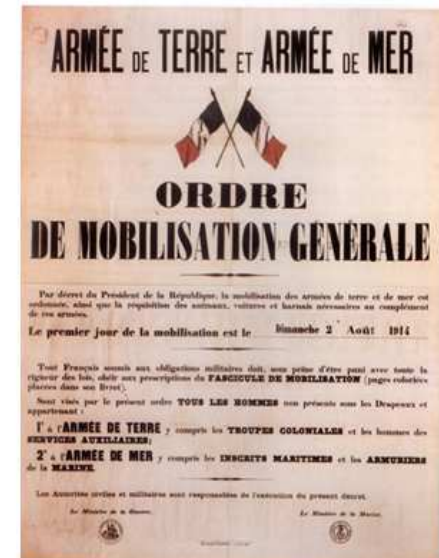 ARMÉE DE TERRE ET ARMÉE DE MER
ORDRE
DE MOBILISATION GÉNÉRALE
Par décret du Président de la République, la mobilisation des armées de terre et de mer est
ordonnée, ainsi que la réquisition des animaux, voitures et harnais nécessaires au complément
de ces armées.
Le premier jour de la mobilisation est le Dimanche 2 Août 1914
Tout Français soumis aux obligations militaires doit, sous peine d'être puni avec toute la
rigueur des lois, obéir aux prescriptions du FASCICULE DE MOBILISATION (pages coloriées
placées dans son livret).
Sont visés par le présent ordre TOUS LES HOMMES non présents sous les Drapeaux et
appartenant :
1° à l'ARMÉE DE TERRE y compris les TROUPES COLONIALES et les hommes des
SERVICES AUXILIAIRES;
2° à l'ARMÉE DE MER y compris les INSCRITS MARITIMES et les ARMURIERS
de la MARINE.
Les Autorités civiles et militaires sont responsables de l'exécution du présent décret.
Le Ministre de la Guerre, Le Ministre de la Marine,